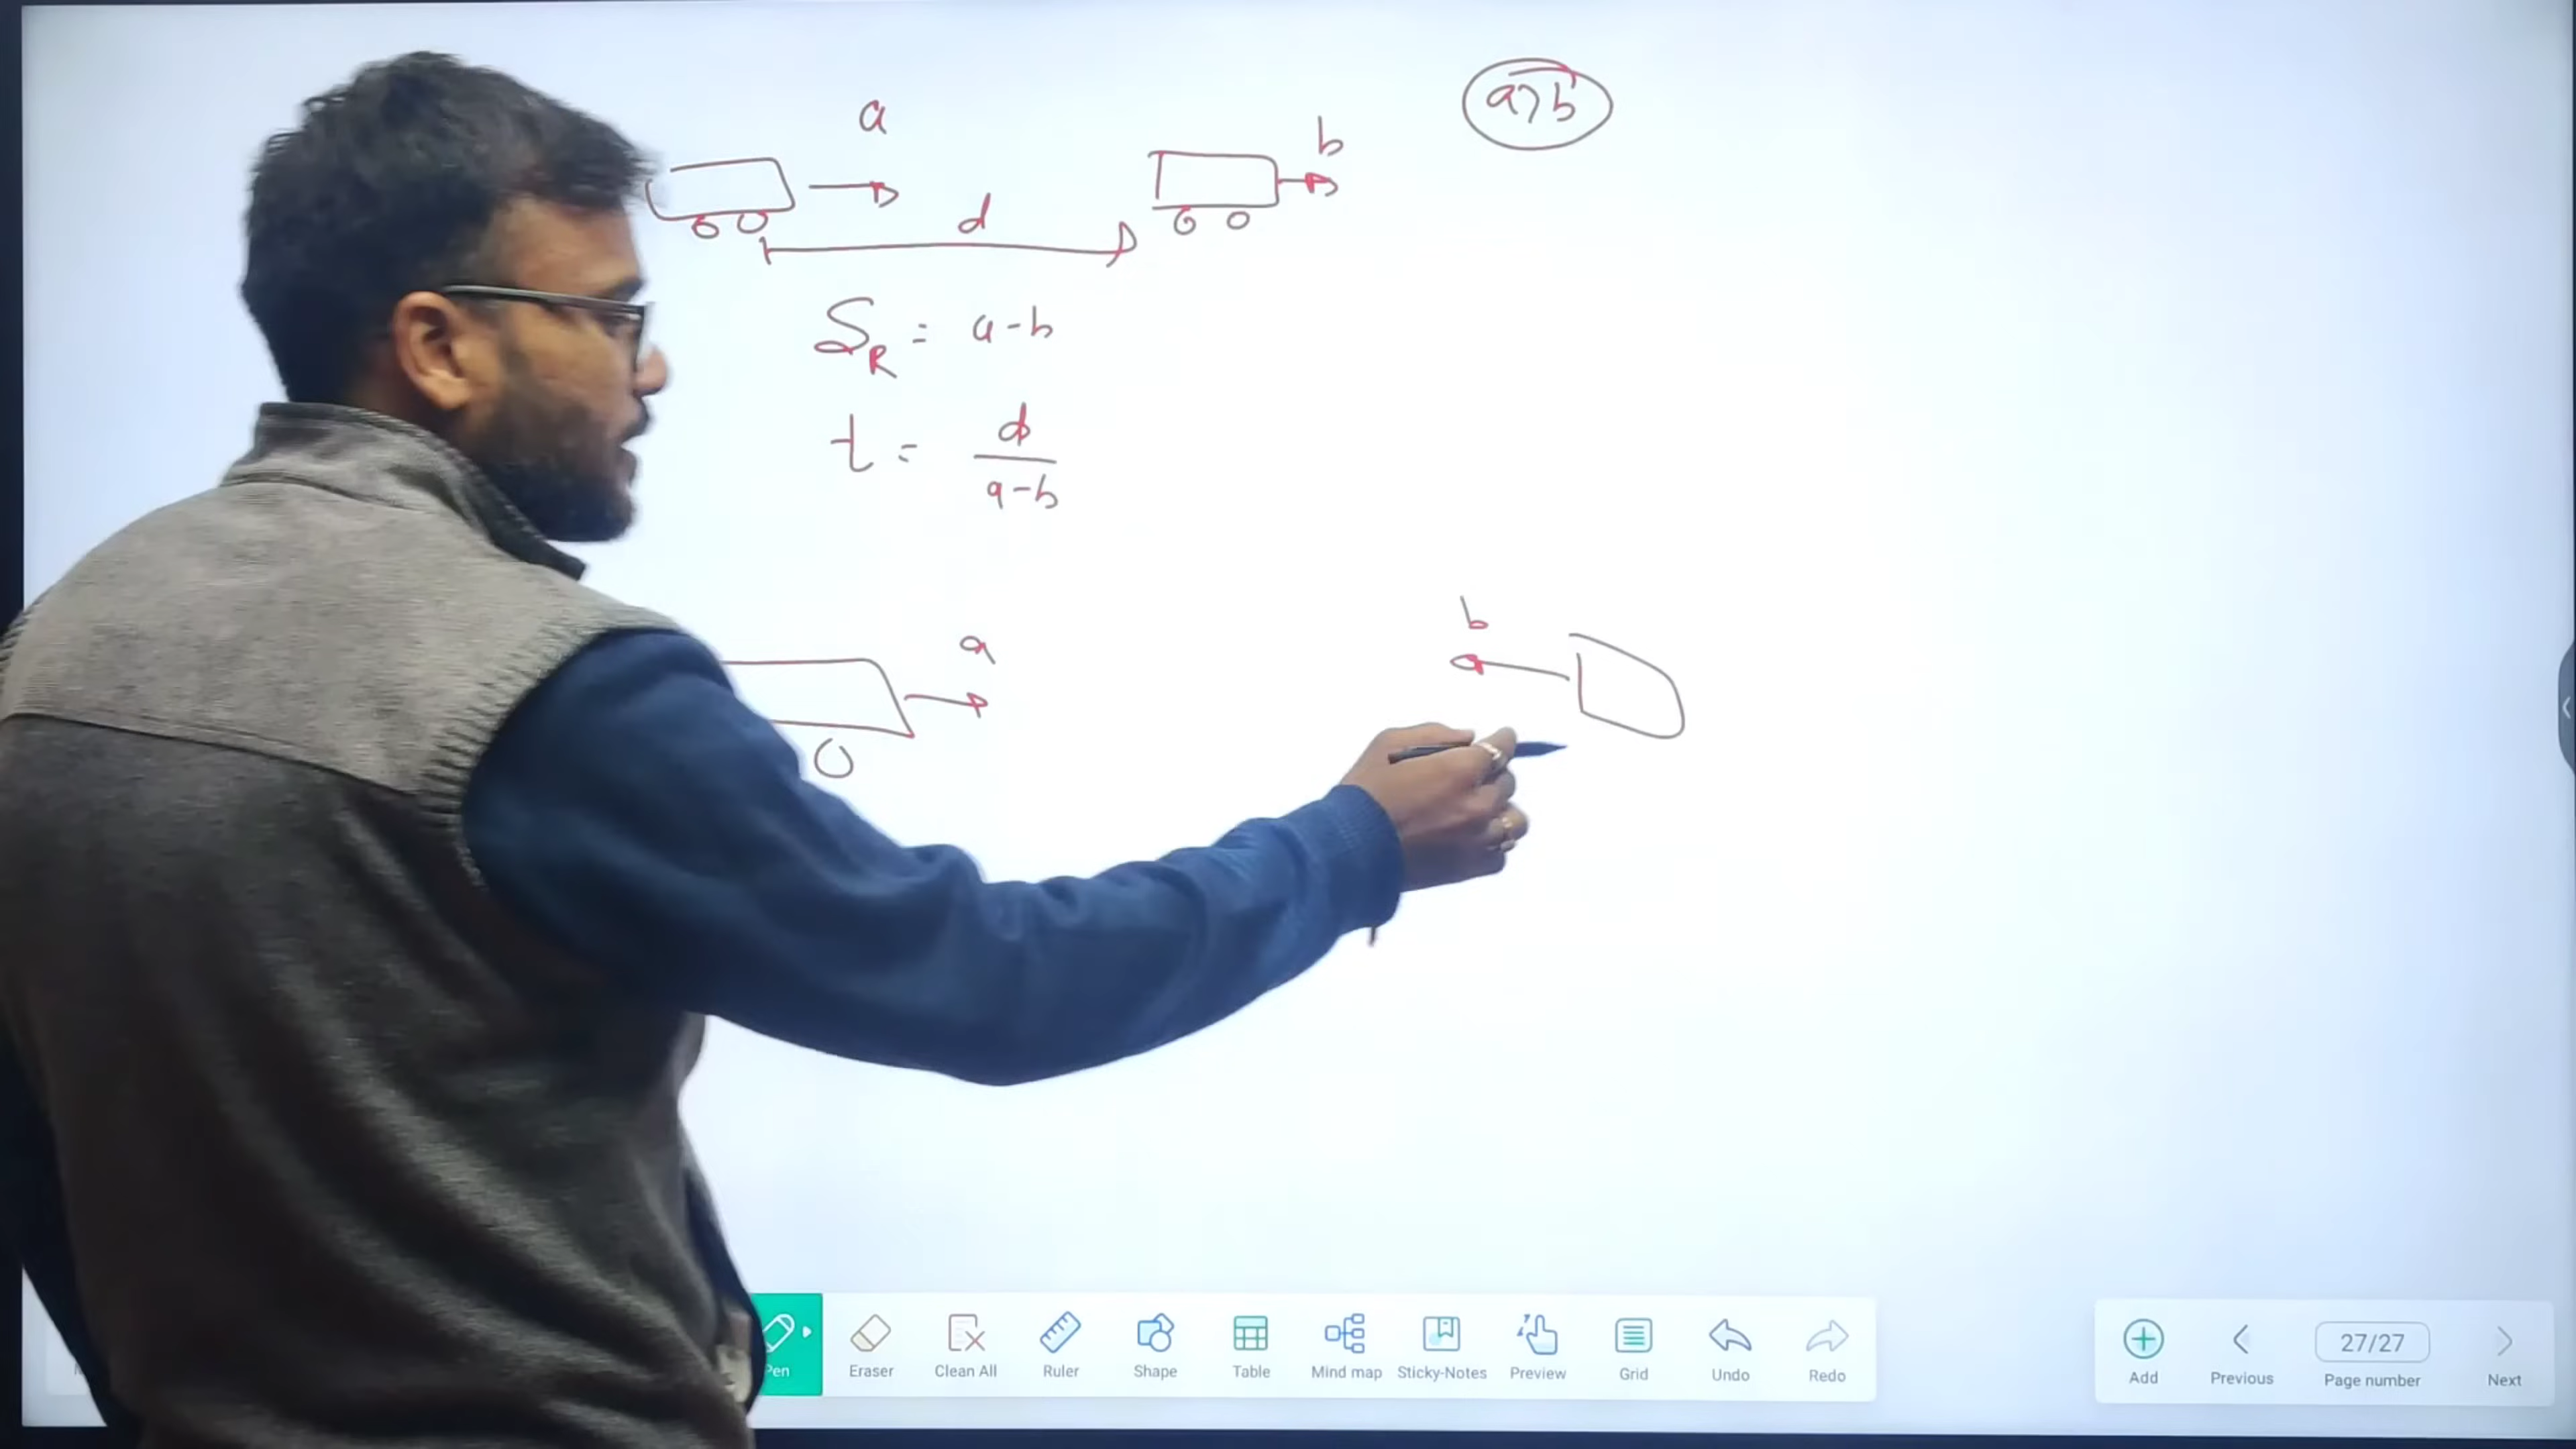 a
b
a>b
d
S_R = a-b
t = d/(a-b)
a
b
Pen
Eraser
Clean All
Ruler
Shape
Table
Mind map
Sticky-Notes
Preview
Grid
Undo
Redo
Add
Previous
27/27
Page number
Next